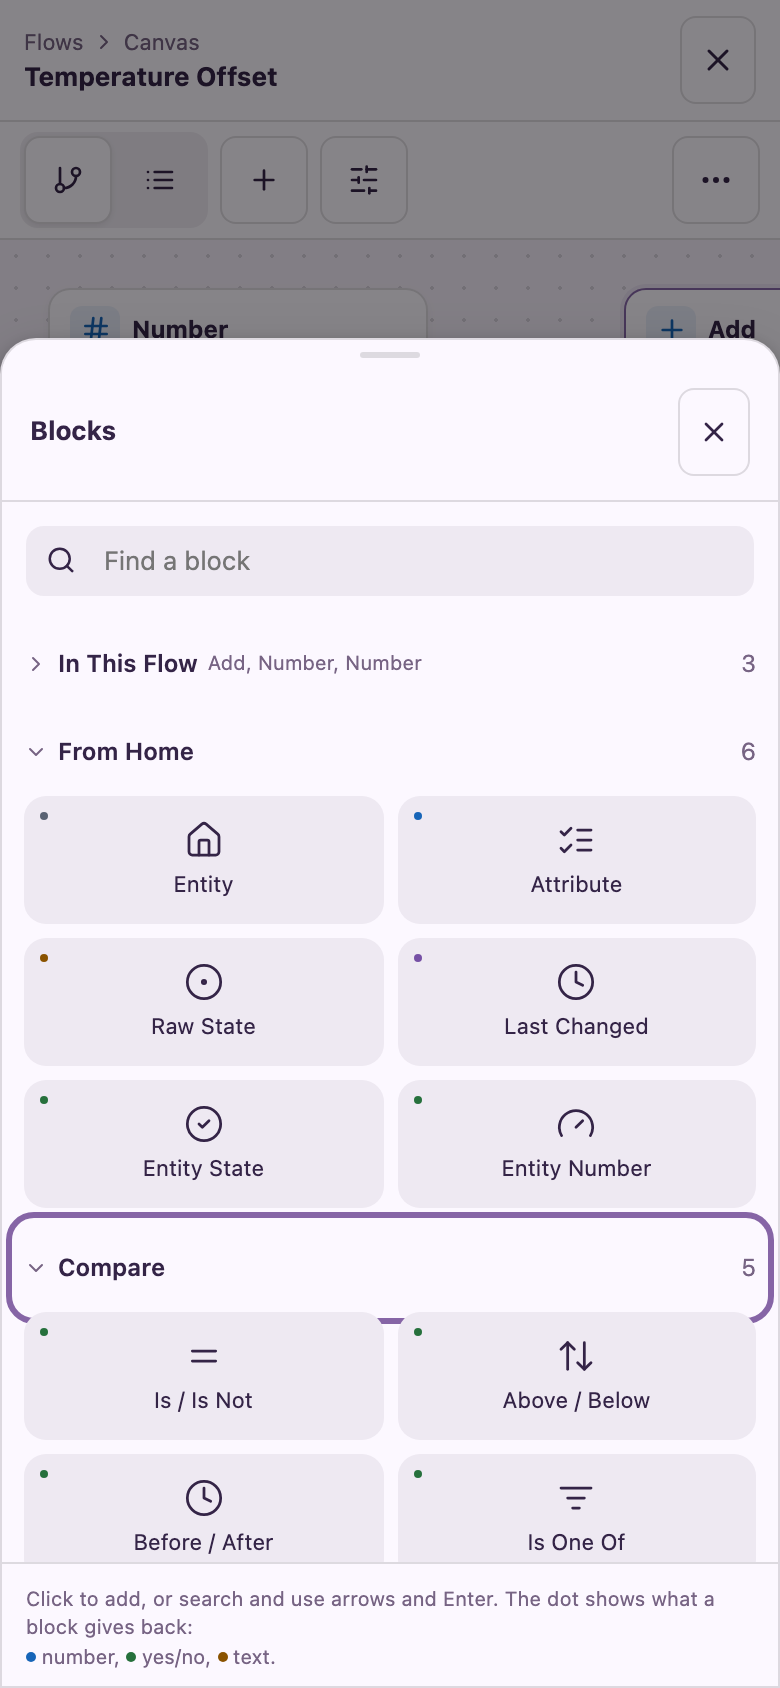 Flows > Canvas
Temperature Offset
# Number
Add
Blocks
Find a block
In This Flow Add, Number, Number 3
From Home 6
Entity
Attribute
Raw State
Last Changed
Entity State
Entity Number
Compare 5
Is / Is Not
Above / Below
Before / After
Is One Of
Click to add, or search and use arrows and Enter. The dot shows what a
block gives back:
number, yes/no, text.